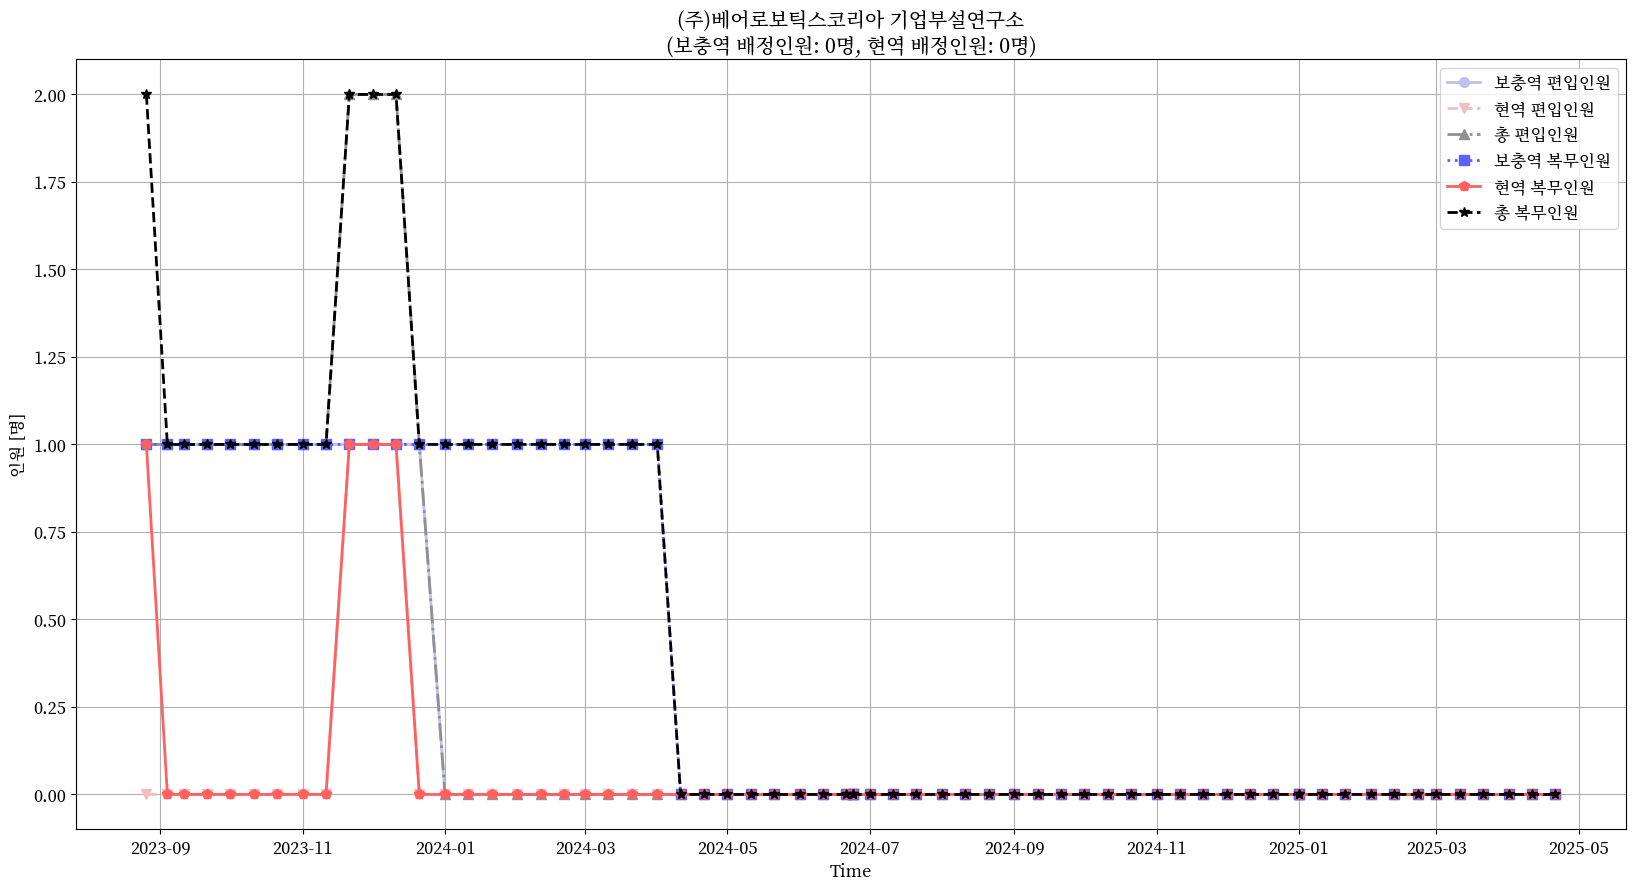 (주)베어로보틱스코리아 기업부설연구소
(보충역 배정인원: 0명, 현역 배정인원: 0명)
보충역 편입인원
현역 편입인원
총 편입인원
보충역 복무인원
현역 복무인원
총 복무인원
인원 [명]
2.00
1.75
1.50
1.25
1.00
0.75
0.50
0.25
0.00
2023-09
2023-11
2024-01
2024-03
2024-05
2024-07
2024-09
2024-11
2025-01
2025-03
2025-05
Time